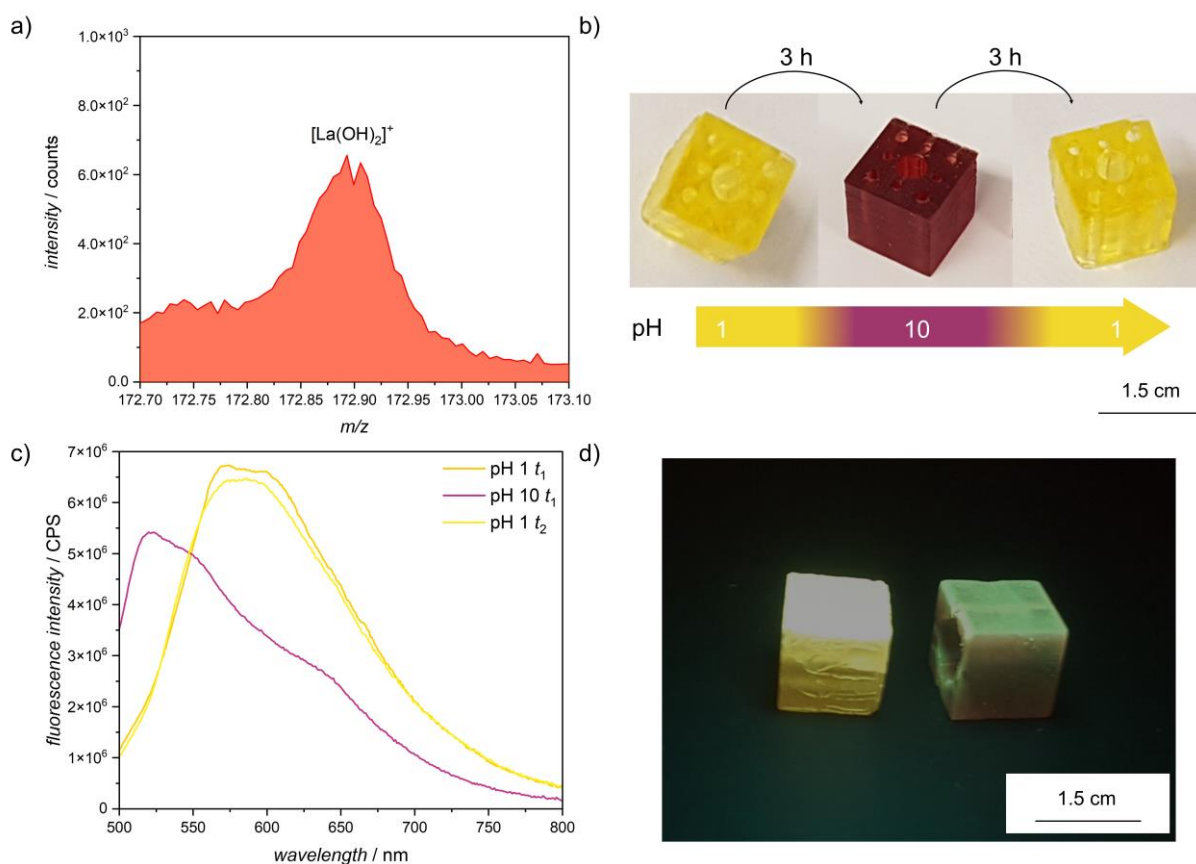 a)
1.0×10³
8.0×10²
6.0×10²
4.0×10²
2.0×10²
0.0
intensity / counts
[La(OH)₂]⁺
172.70 172.75 172.80 172.85 172.90 172.95 173.00 173.05 173.10
m/z
b)
3 h 3 h
pH 1 10 1
1.5 cm
c)
7×10⁶
6×10⁶
5×10⁶
4×10⁶
3×10⁶
2×10⁶
1×10⁶
0
fluorescence intensity / CPS
pH 1 t₁
pH 10 t₁
pH 1 t₂
500 550 600 650 700 750 800
wavelength / nm
d)
1.5 cm